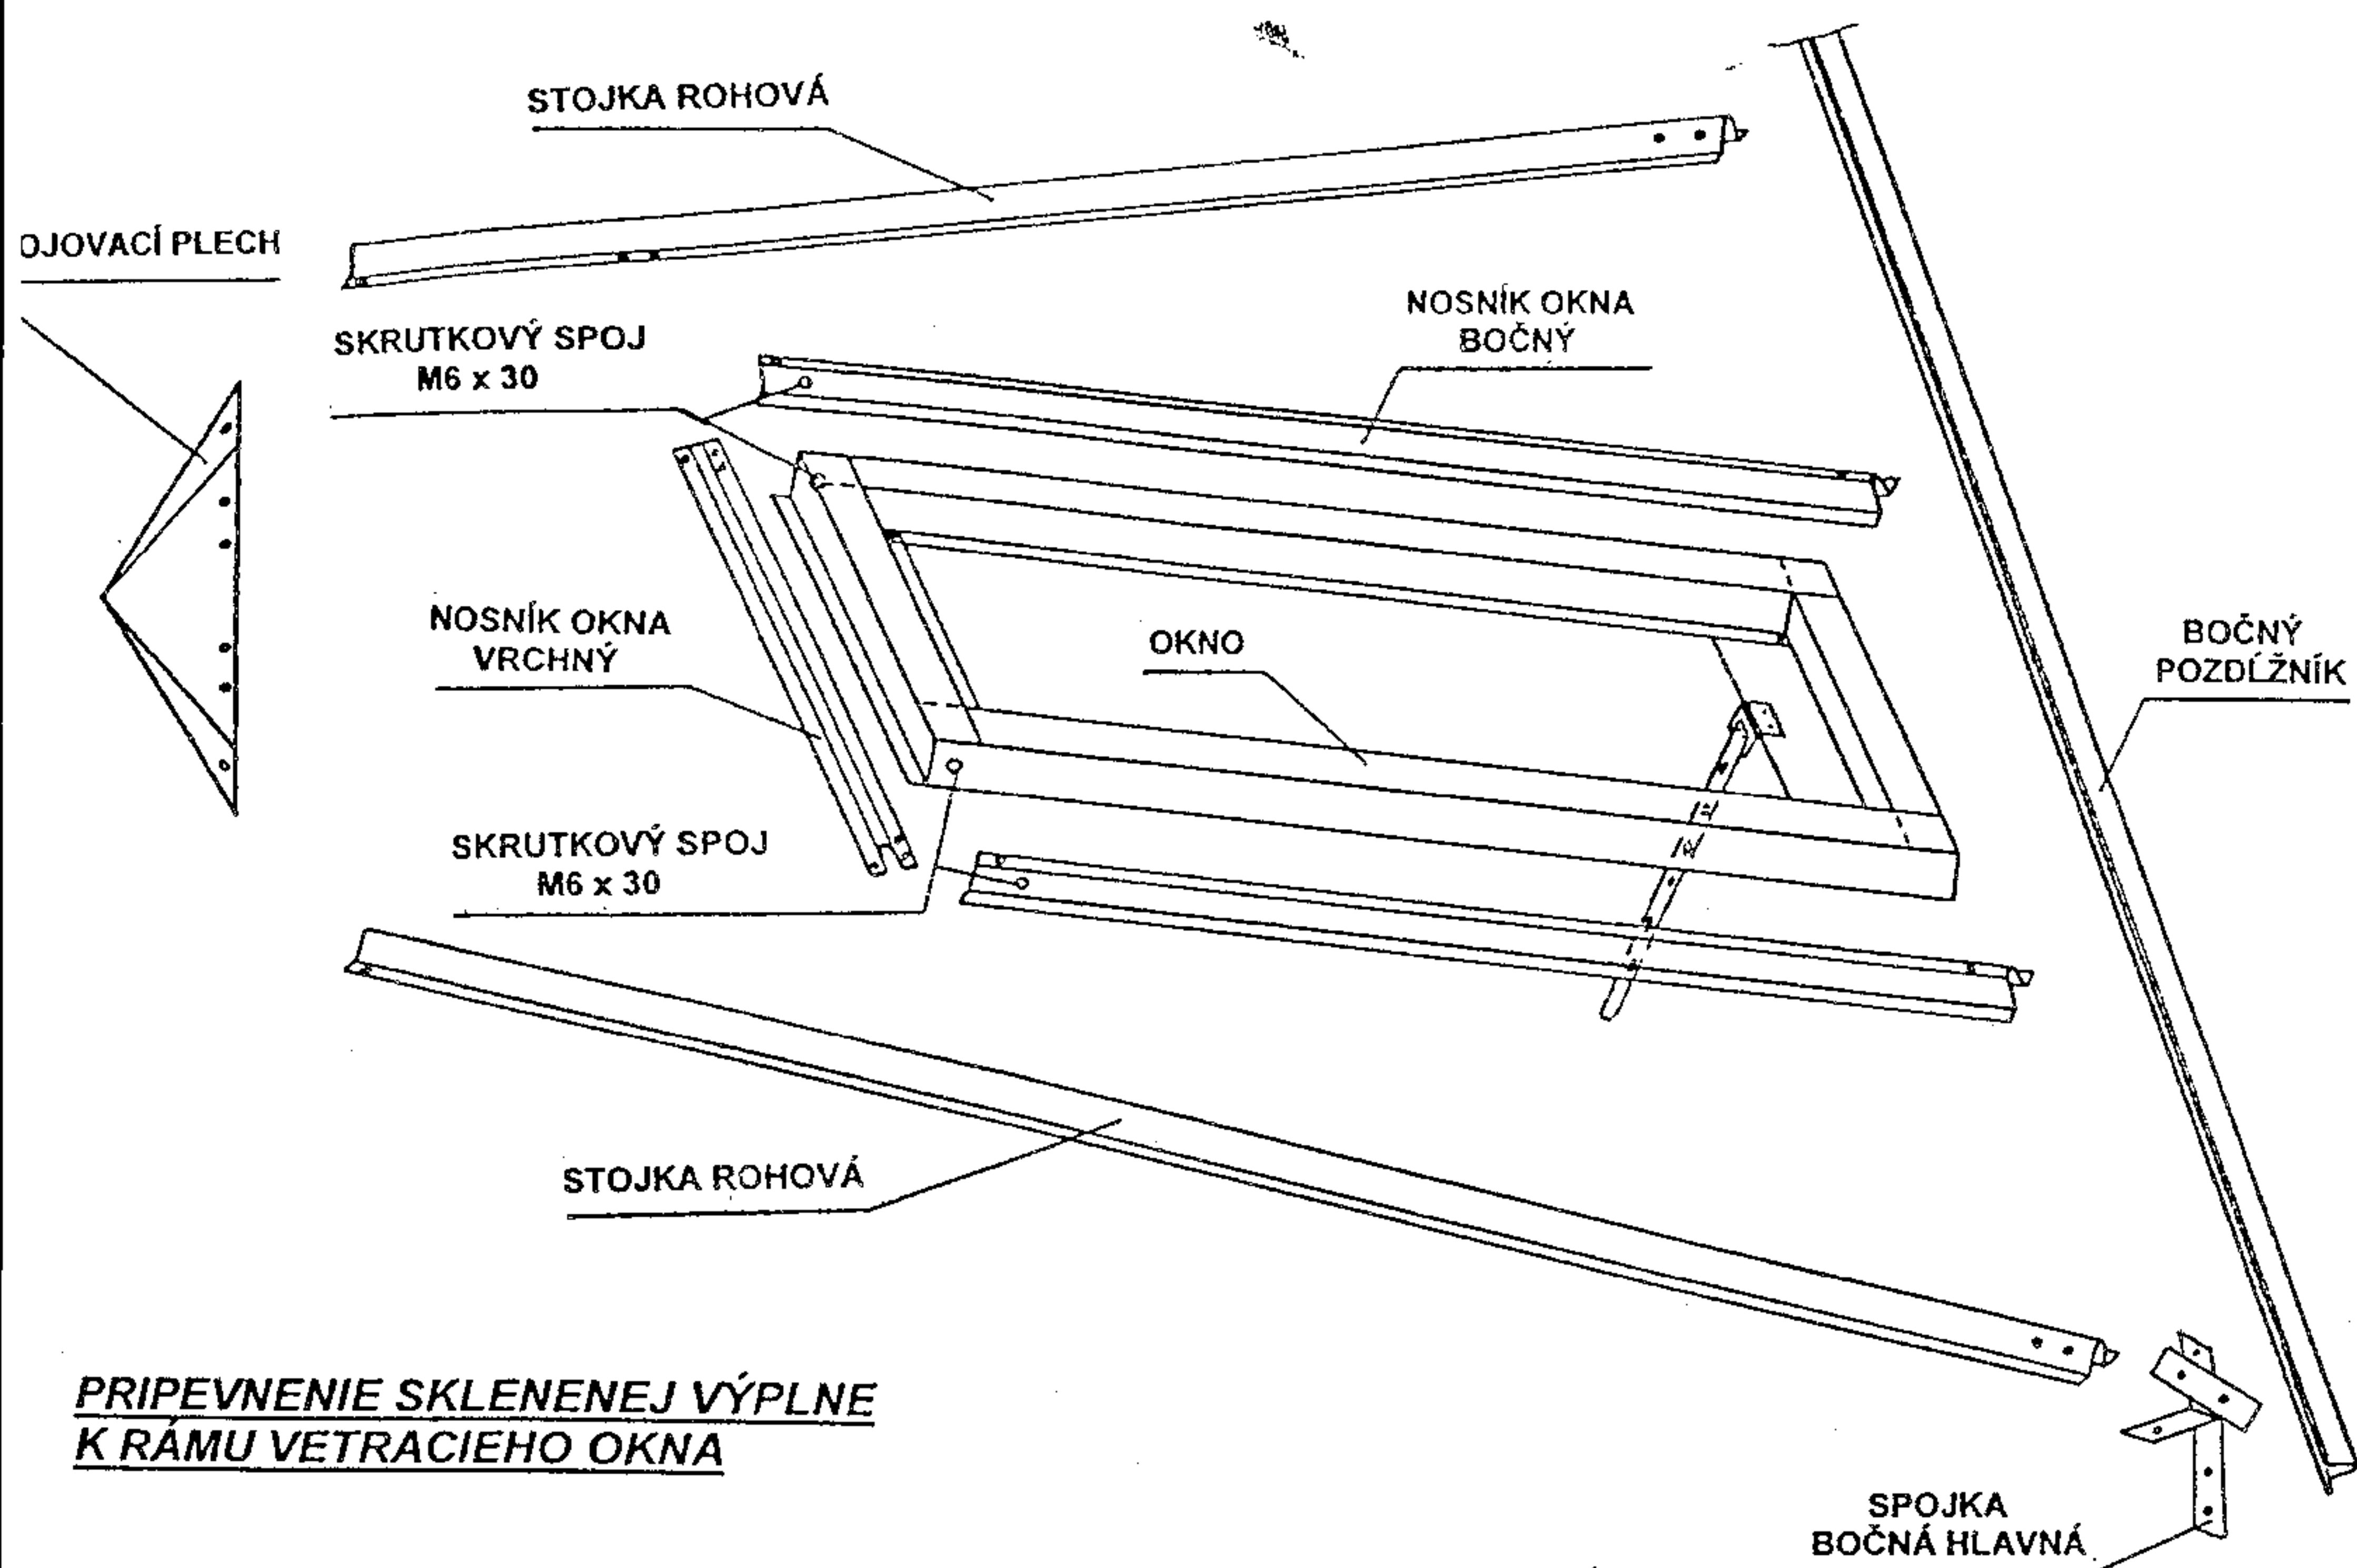 STOJKA ROHOVÁ
OJOVACÍ PLECH
SKRUTKOVÝ SPOJ
M6 x 30
NOSNÍK OKNA
BOČNÝ
NOSNÍK OKNA
VRCHNÝ
OKNO
BOČNÝ
POZDĹŽNÍK
SKRUTKOVÝ SPOJ
M6 x 30
STOJKA ROHOVÁ
PRIPEVNENIE SKLENENEJ VÝPLNE
K RÁMU VETRACIEHO OKNA
SPOJKA
BOČNÁ HLAVNÁ